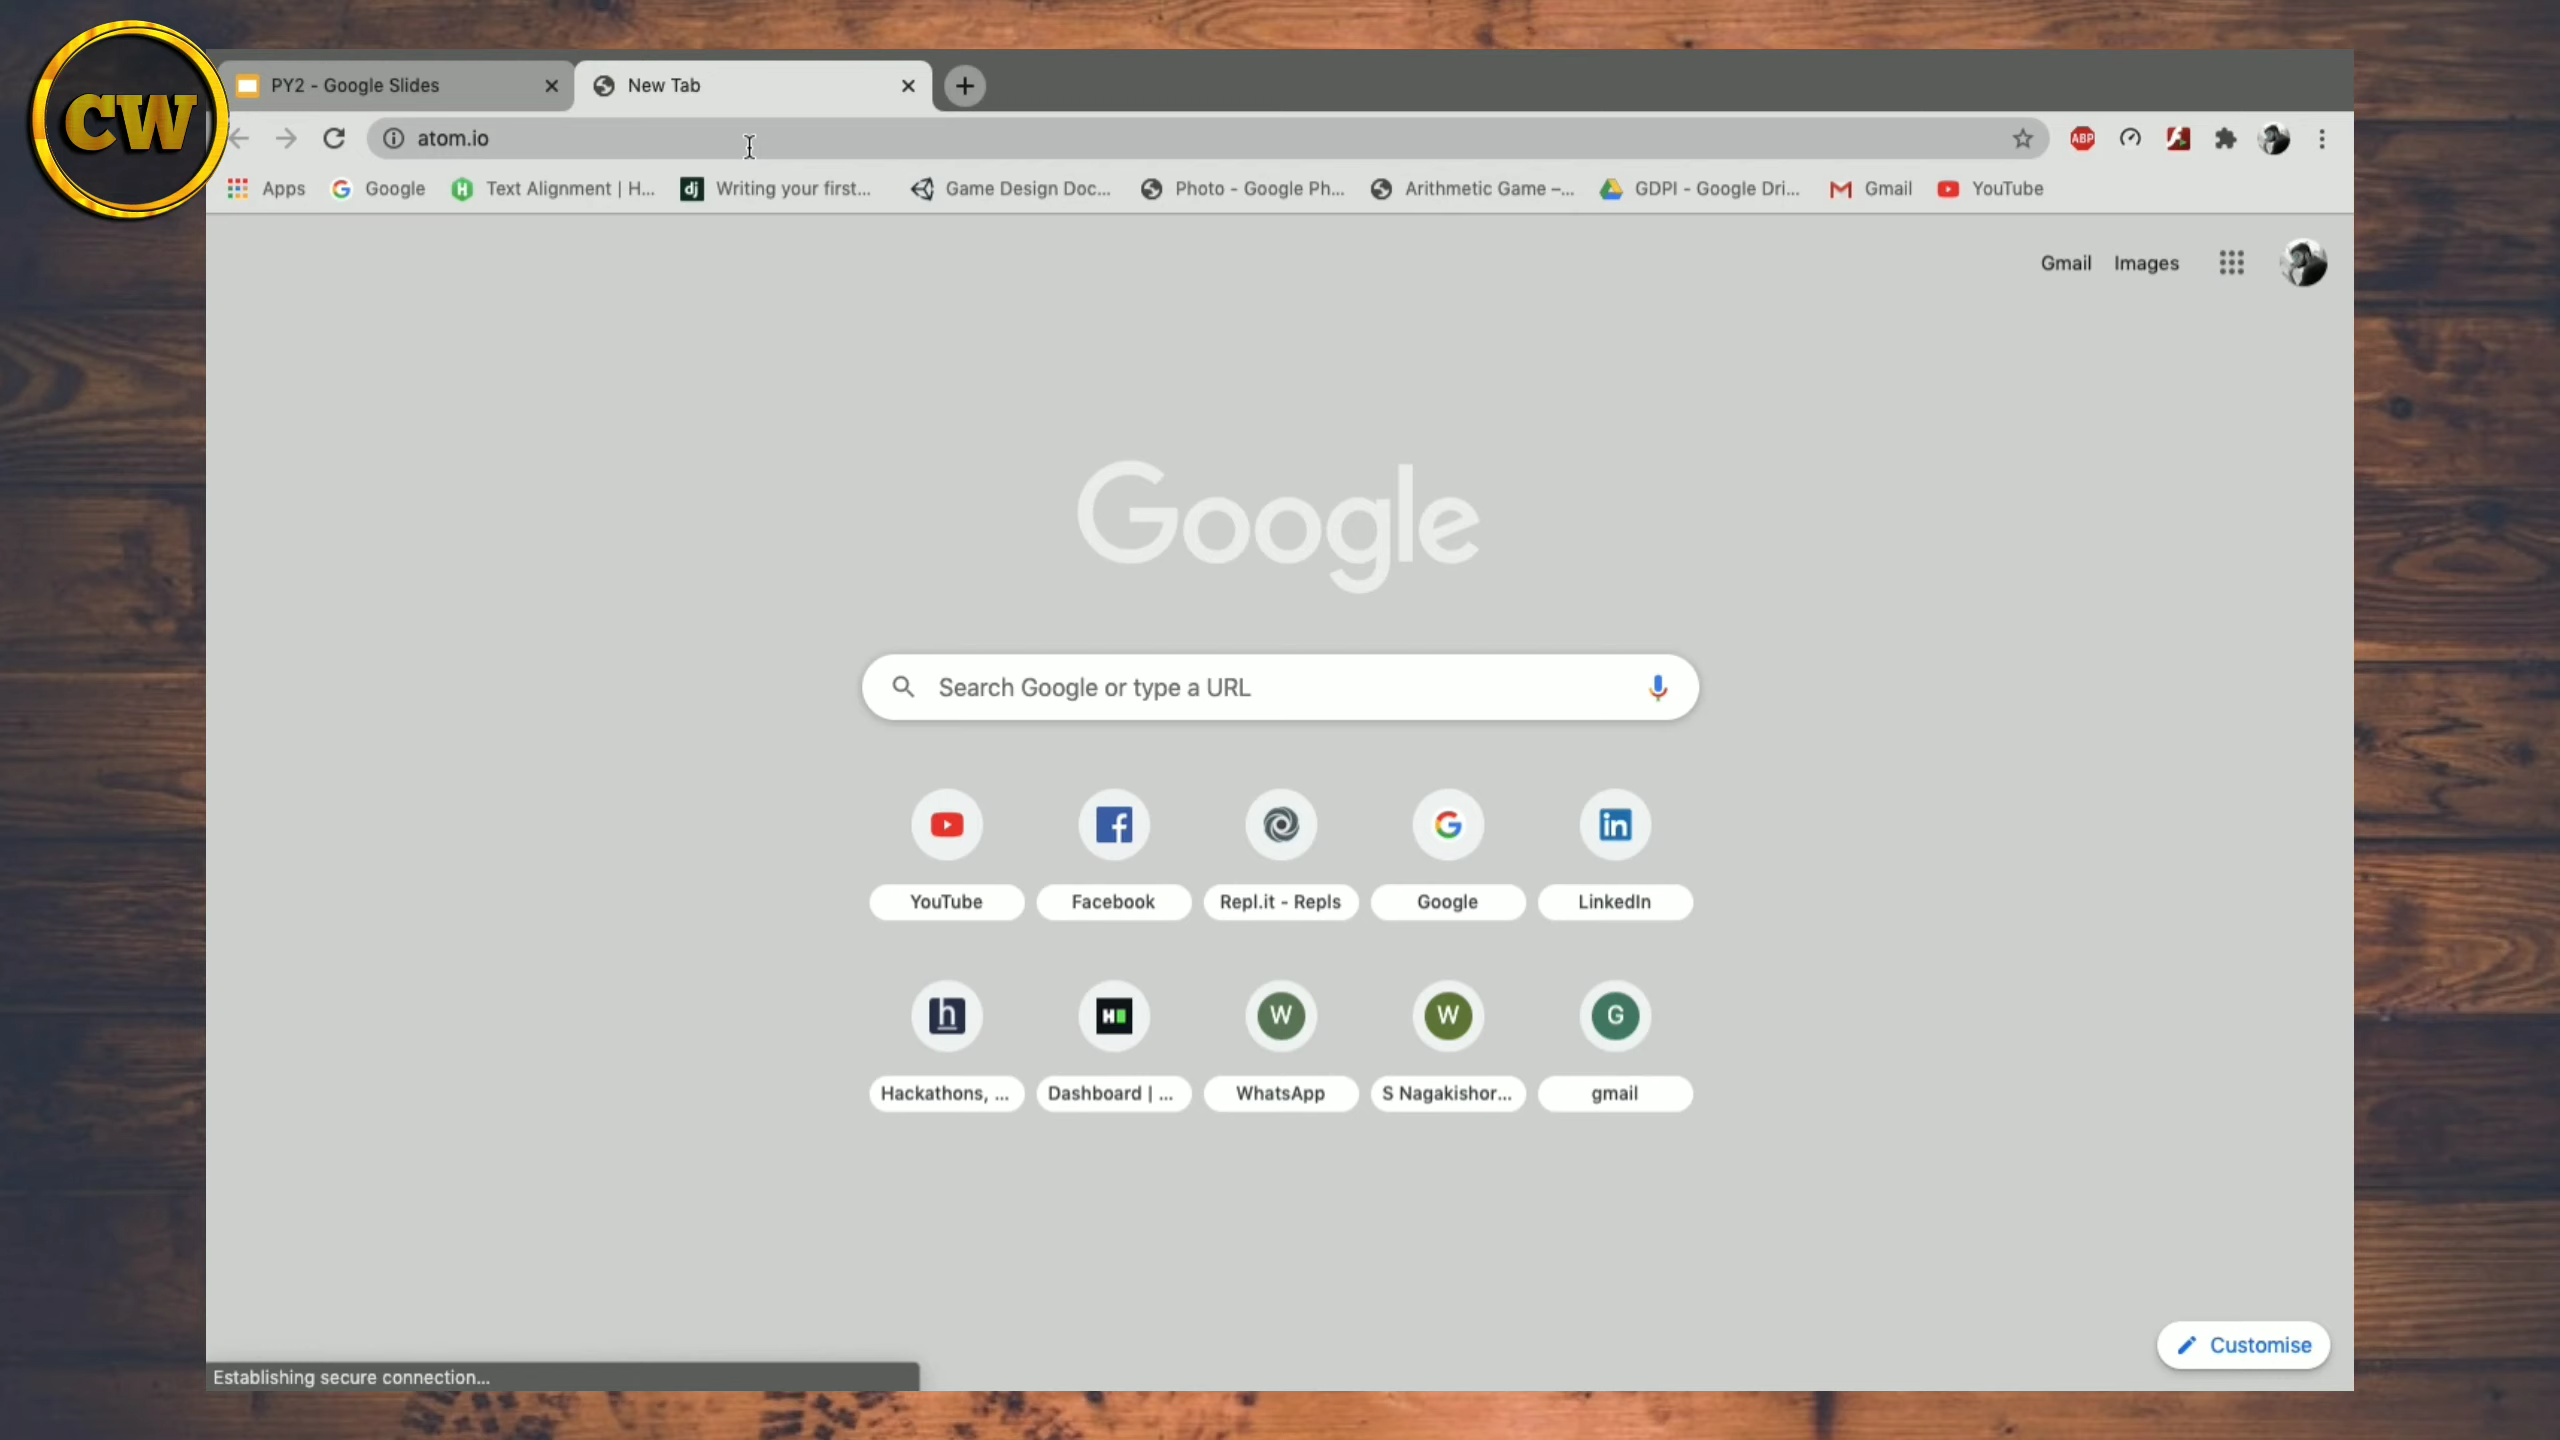 CW
PY2 - Google Slides
New Tab
atom.io
ABP
Apps
Google
Text Alignment | H...
dj
Writing your first...
Game Design Doc...
Photo - Google Ph...
Arithmetic Game –...
GDPI - Google Dri...
Gmail
YouTube
Gmail Images
Google
Search Google or type a URL
YouTube
Facebook
Repl.it - Repls
Google
LinkedIn
Hackathons, ...
Dashboard | ...
WhatsApp
S Nagakishor...
gmail
Customise
Establishing secure connection...